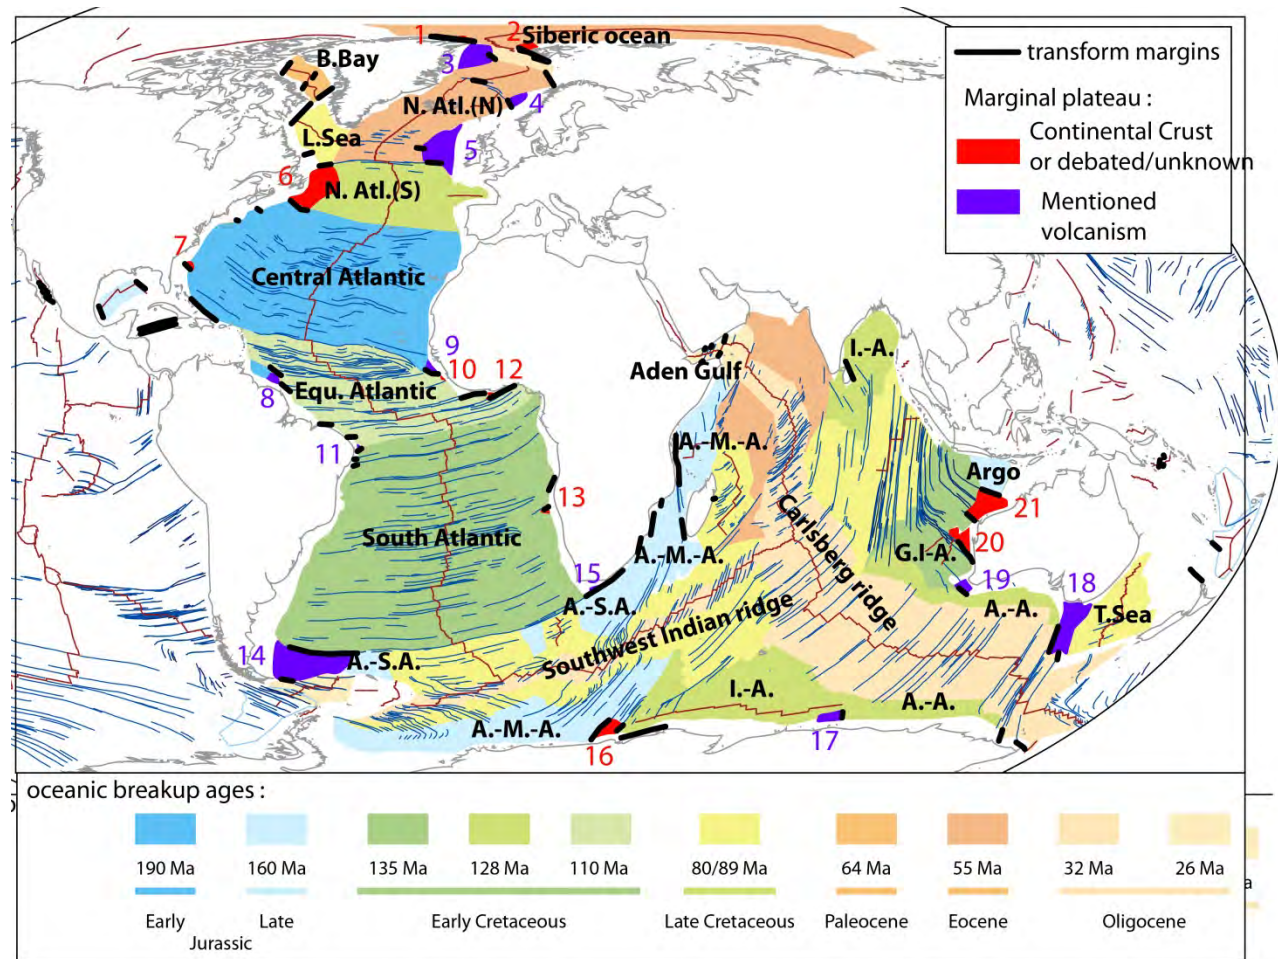 1
2
Siberic ocean
B.Bay
3
N. Atl.(N)
4
L.Sea
5
6
N. Atl.(S)
7
Central Atlantic
9
10
12
8
Equ. Atlantic
Aden Gulf
I.-A.
11
A.-M.-A.
Argo
13
21
South Atlantic
Carlsberg ridge
A.-M.-A.
G.I-A.
20
15
19
18
A.-S.A.
A.-A.
T.Sea
Southwest Indian ridge
14
A.-S.A.
I.-A.
A.-A.
A.-M.-A.
16
17
transform margins
Marginal plateau :
Continental Crust
or debated/unknown
Mentioned
volcanism
oceanic breakup ages :
190 Ma
160 Ma
135 Ma
128 Ma
110 Ma
80/89 Ma
64 Ma
55 Ma
32 Ma
26 Ma
Early
Late
Early Cretaceous
Late Cretaceous
Paleocene
Eocene
Oligocene
Jurassic